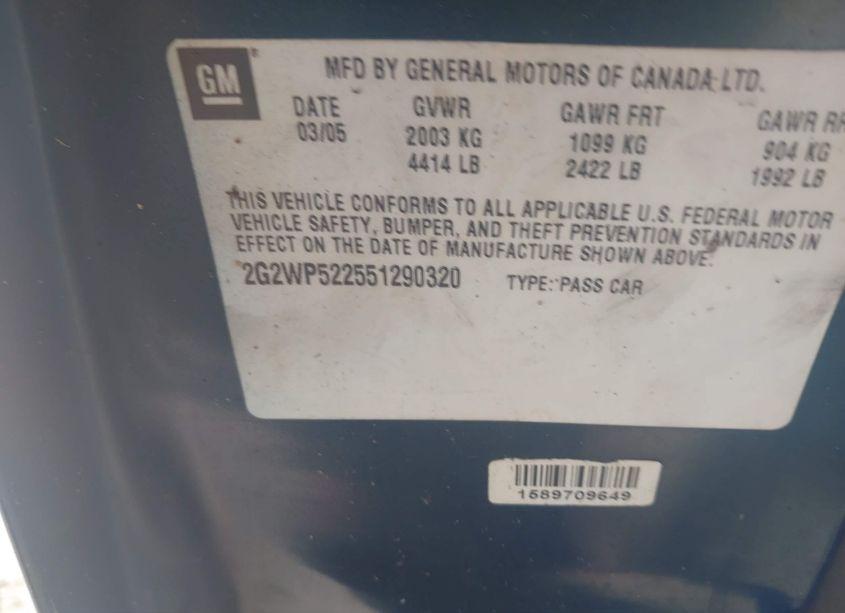 GM
MFD BY GENERAL MOTORS OF CANADA LTD.
DATE GVWR GAWR FRT GAWR RR
03/05 2003 KG 1099 KG 904 KG
4414 LB 2422 LB 1992 LB
THIS VEHICLE CONFORMS TO ALL APPLICABLE U.S. FEDERAL MOTOR
VEHICLE SAFETY, BUMPER, AND THEFT PREVENTION STANDARDS IN
EFFECT ON THE DATE OF MANUFACTURE SHOWN ABOVE.
2G2WP522551290320 TYPE: PASS CAR
1589709649